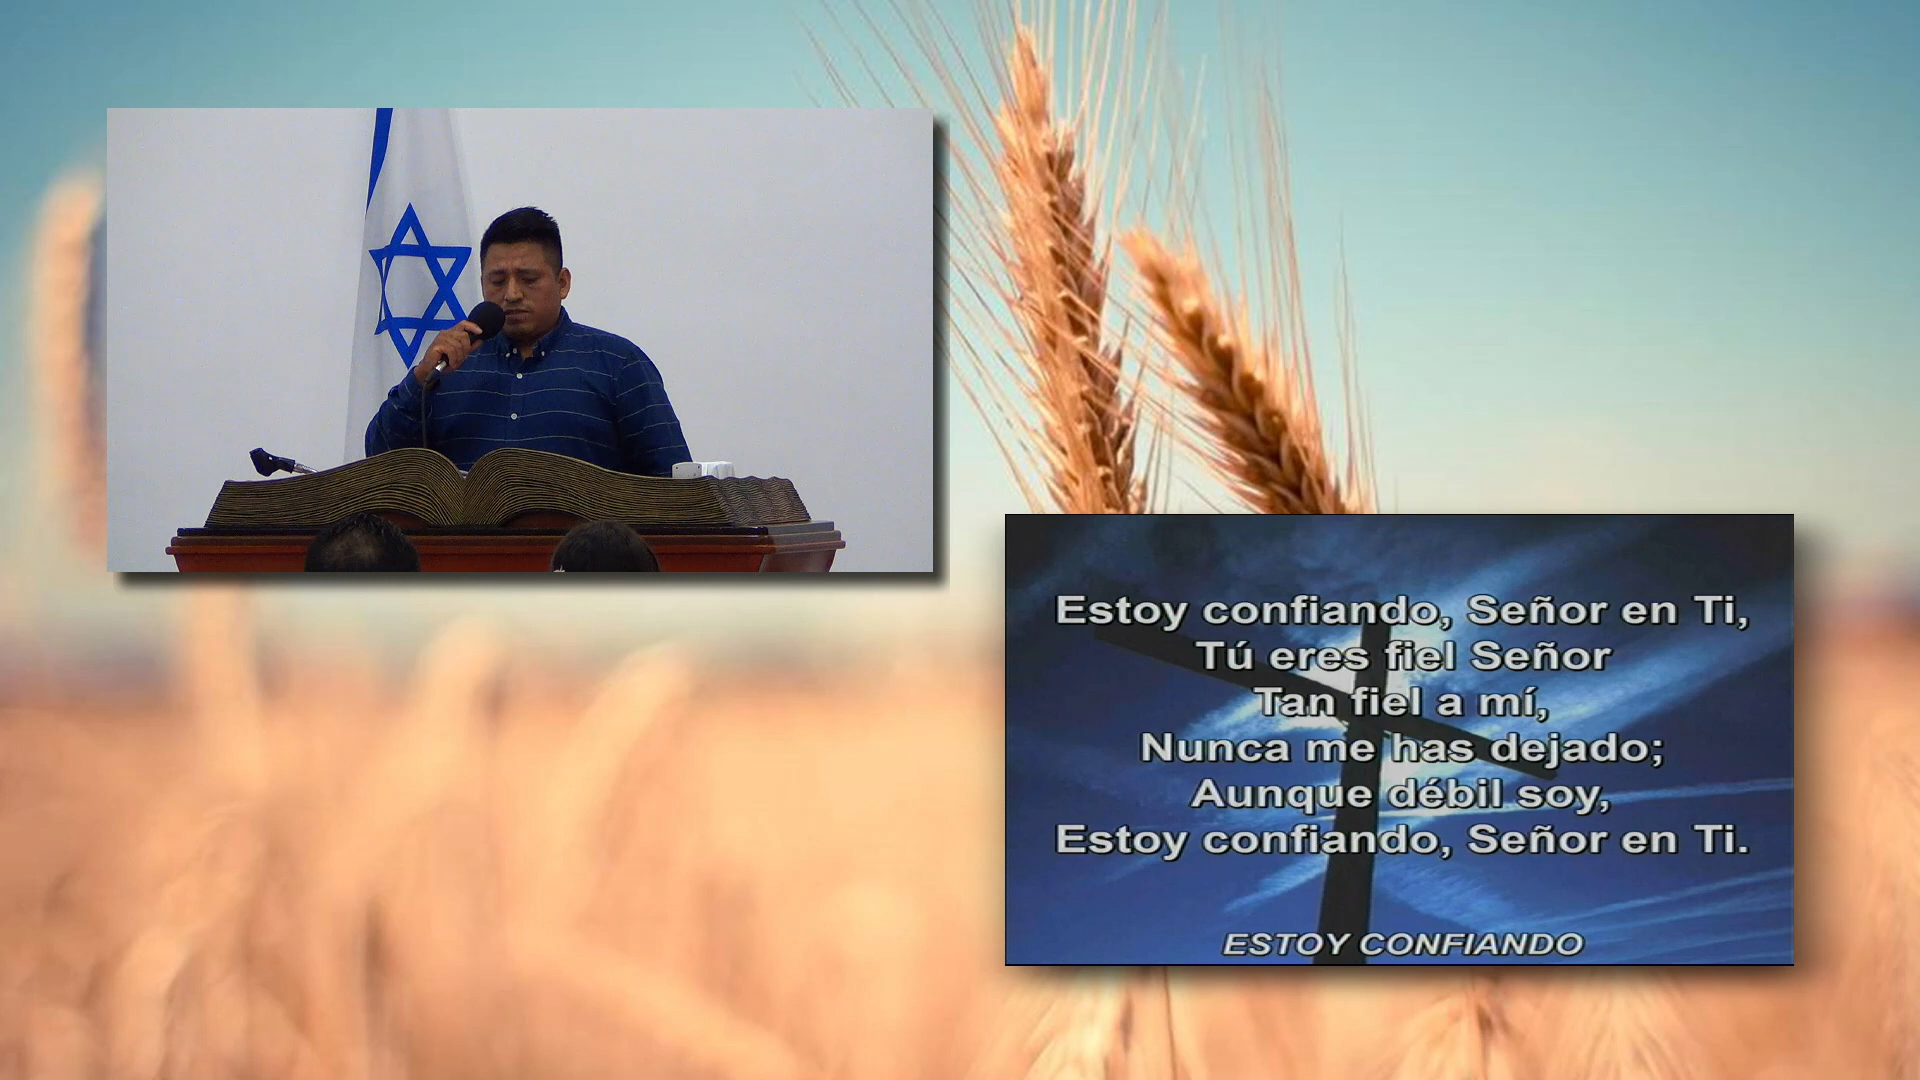 Estoy confiando, Señor en Ti,
Tú eres fiel Señor
Tan fiel a mí,
Nunca me has dejado;
Aunque débil soy,
Estoy confiando, Señor en Ti.
ESTOY CONFIANDO